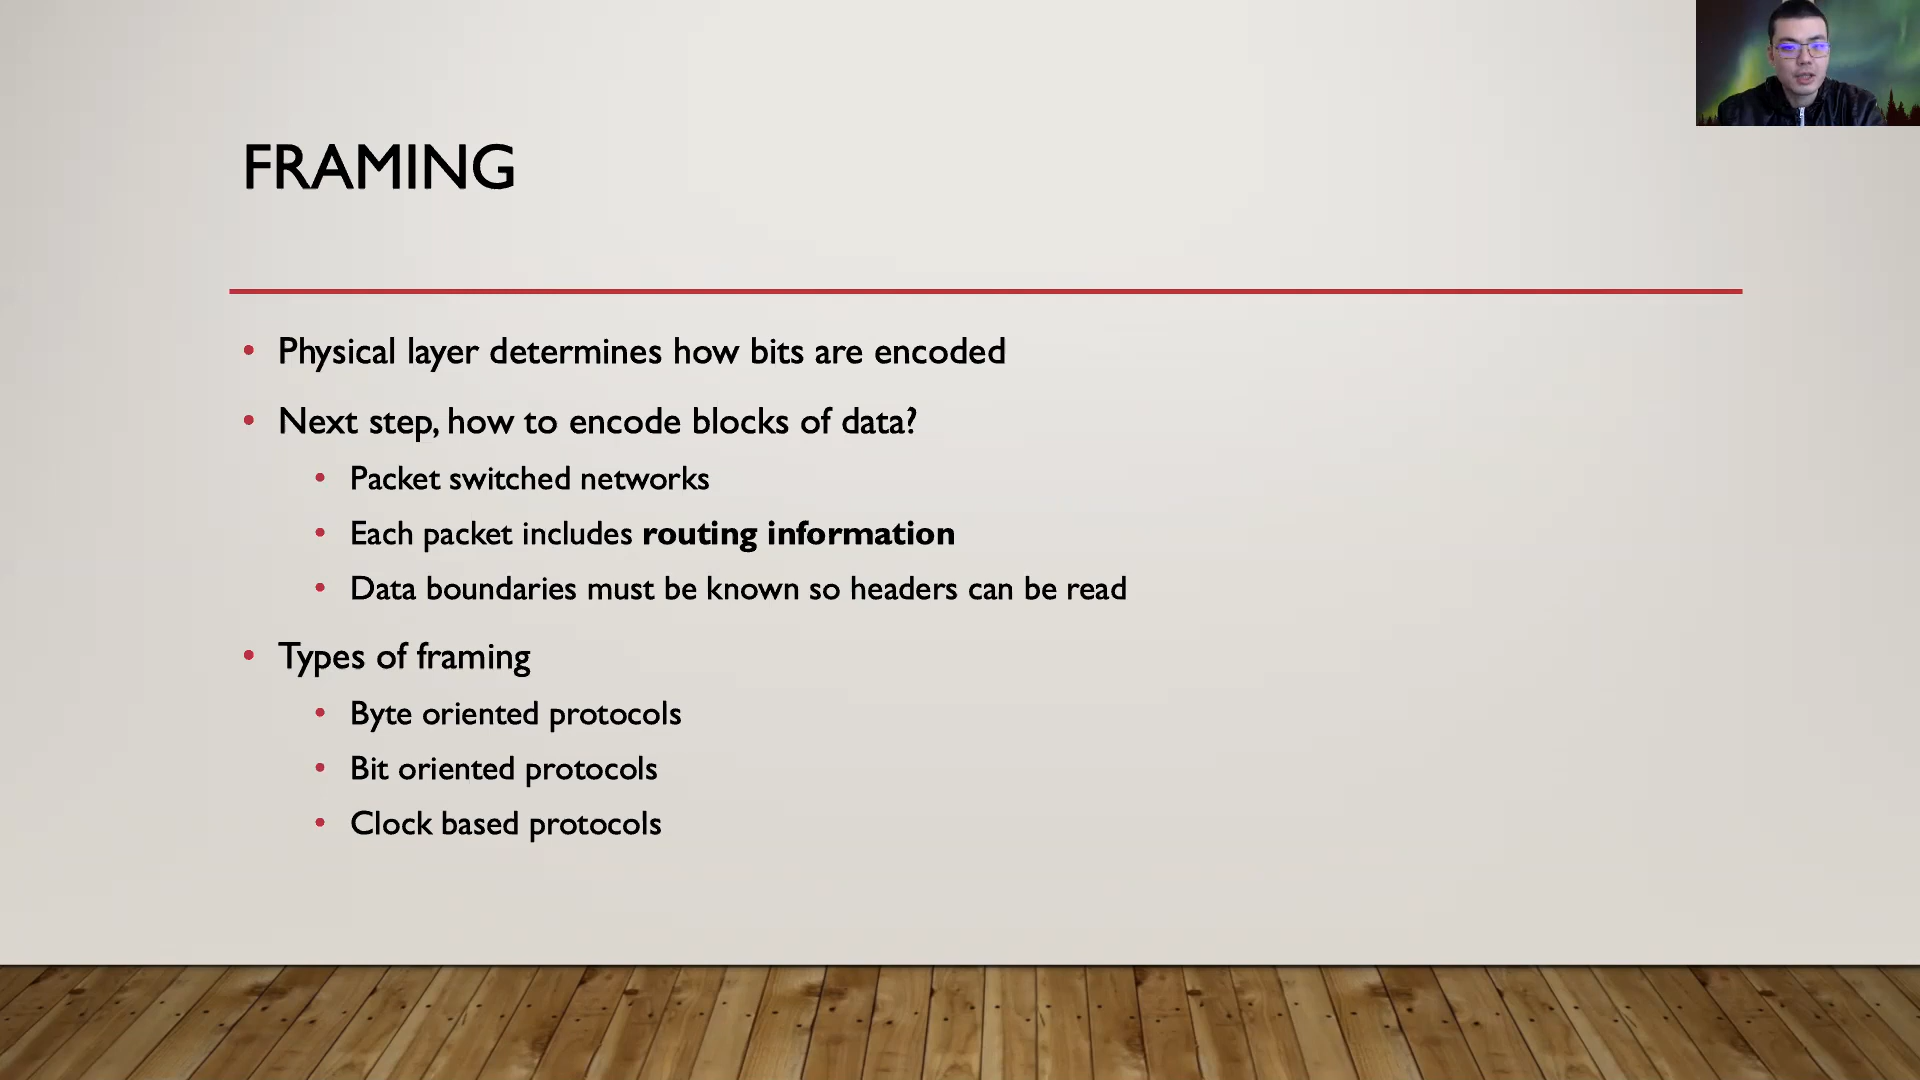 FRAMING
• Physical layer determines how bits are encoded
• Next step, how to encode blocks of data?
• Packet switched networks
• Each packet includes routing information
• Data boundaries must be known so headers can be read
• Types of framing
• Byte oriented protocols
• Bit oriented protocols
• Clock based protocols